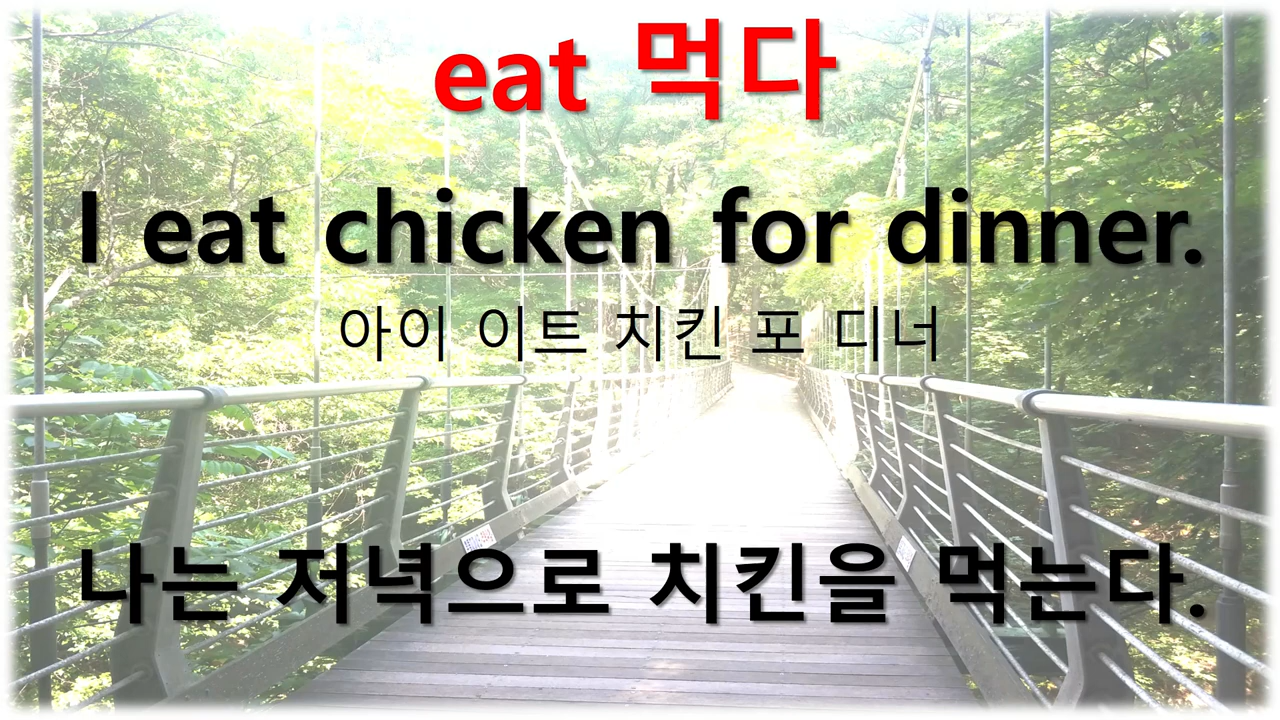 eat 먹다
I eat chicken for dinner.
아이 이트 치킨 포 디너
나는 저녁으로 치킨을 먹는다.